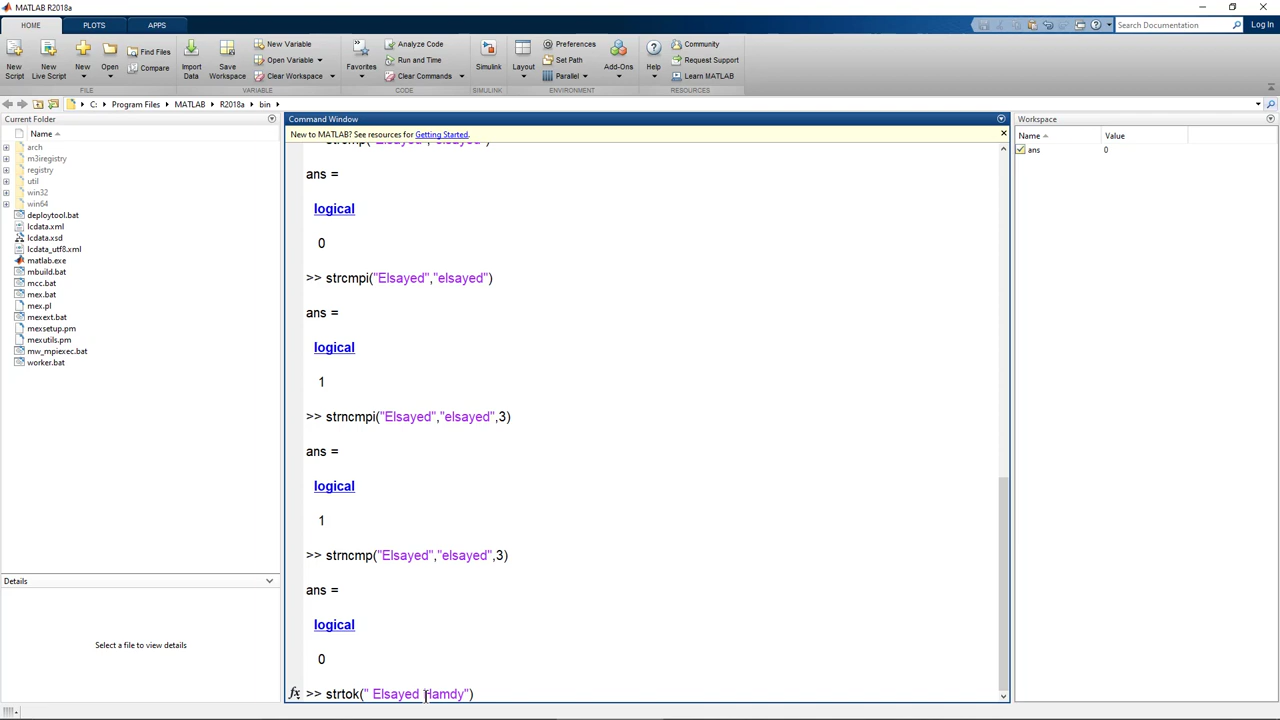 MATLAB R2018a
HOME
PLOTS
APPS
Search Documentation
Log In
New Script
New Live Script
New
Open
Find Files
Compare
Import Data
Save Workspace
New Variable
Open Variable
Clear Workspace
Favorites
Analyze Code
Run and Time
Clear Commands
Simulink
Layout
Preferences
Set Path
Parallel
Add-Ons
Help
Community
Request Support
Learn MATLAB
FILE
VARIABLE
CODE
SIMULINK
ENVIRONMENT
RESOURCES
C: Program Files MATLAB R2018a bin
Current Folder
Name
arch
m3iregistry
registry
util
win32
win64
deploytool.bat
lcdata.xml
lcdata.xsd
lcdata_utf8.xml
matlab.exe
mbuild.bat
mcc.bat
mex.bat
mex.pl
mexext.bat
mexsetup.pm
mexutils.pm
mw_mpiexec.bat
worker.bat
Details
Select a file to view details
Command Window
New to MATLAB? See resources for Getting Started.
ans =
logical
0
>> strcmpi("Elsayed","elsayed")
ans =
logical
1
>> strncmpi("Elsayed","elsayed",3)
ans =
logical
1
>> strncmp("Elsayed","elsayed",3)
ans =
logical
0
fx >> strtok(" Elsayed Hamdy")
Workspace
Name Value
ans 0